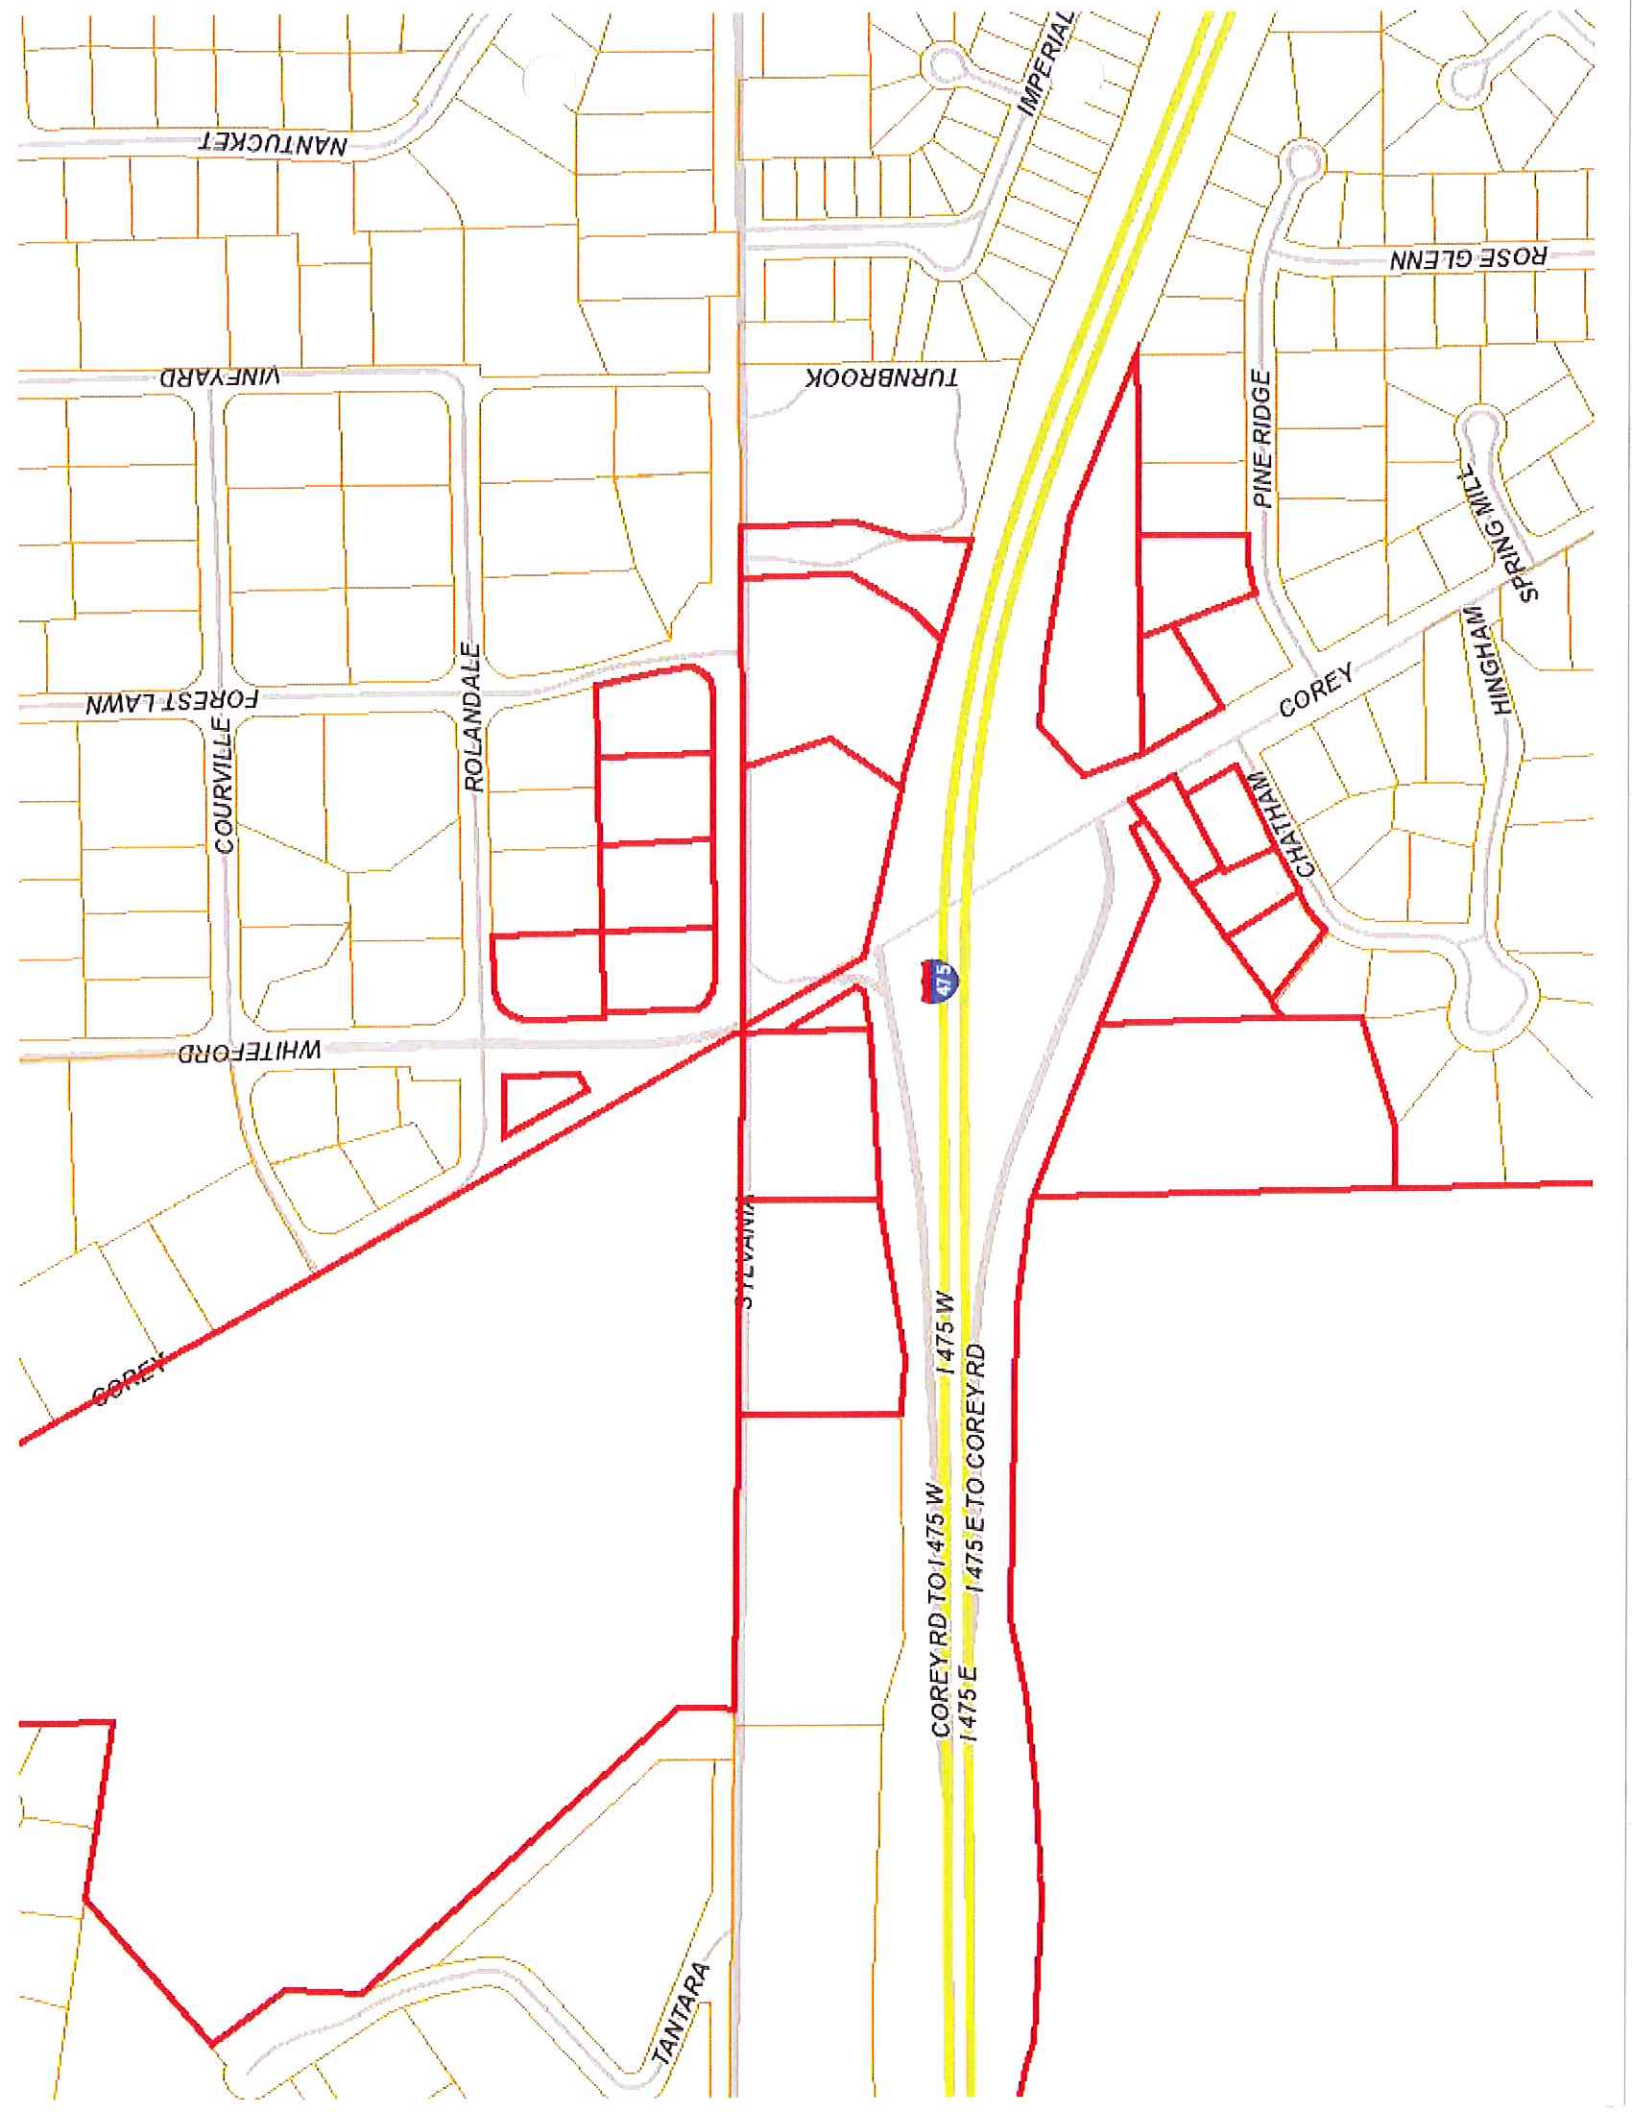 IMPERIAL
NANTUCKET
ROSE GLENN
VINEYARD
TURNBROOK
PINE RIDGE
SPRING MILL
HINGHAM
FOREST LAWN
ROLANDALE
COURVILLE
COREY
CHATHAM
475
WHITEFORD
SYLVANIA
COREY
I 475 W
I 475 E TO COREY RD
COREY RD TO I 475 W
I 475 E
TANTARA